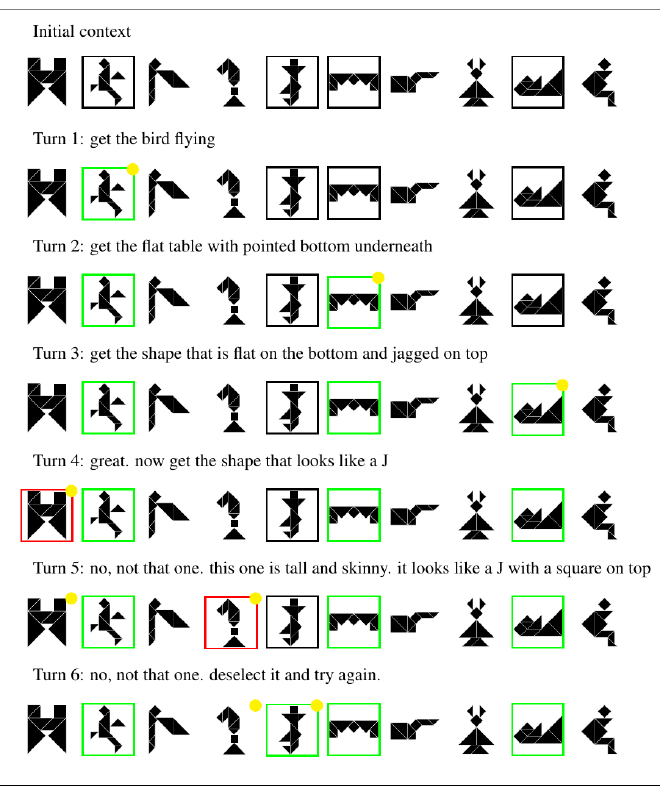 Initial context
Turn 1: get the bird flying
Turn 2: get the flat table with pointed bottom underneath
Turn 3: get the shape that is flat on the bottom and jagged on top
Turn 4: great. now get the shape that looks like a J
Turn 5: no, not that one. this one is tall and skinny. it looks like a J with a square on top
Turn 6: no, not that one. deselect it and try again.